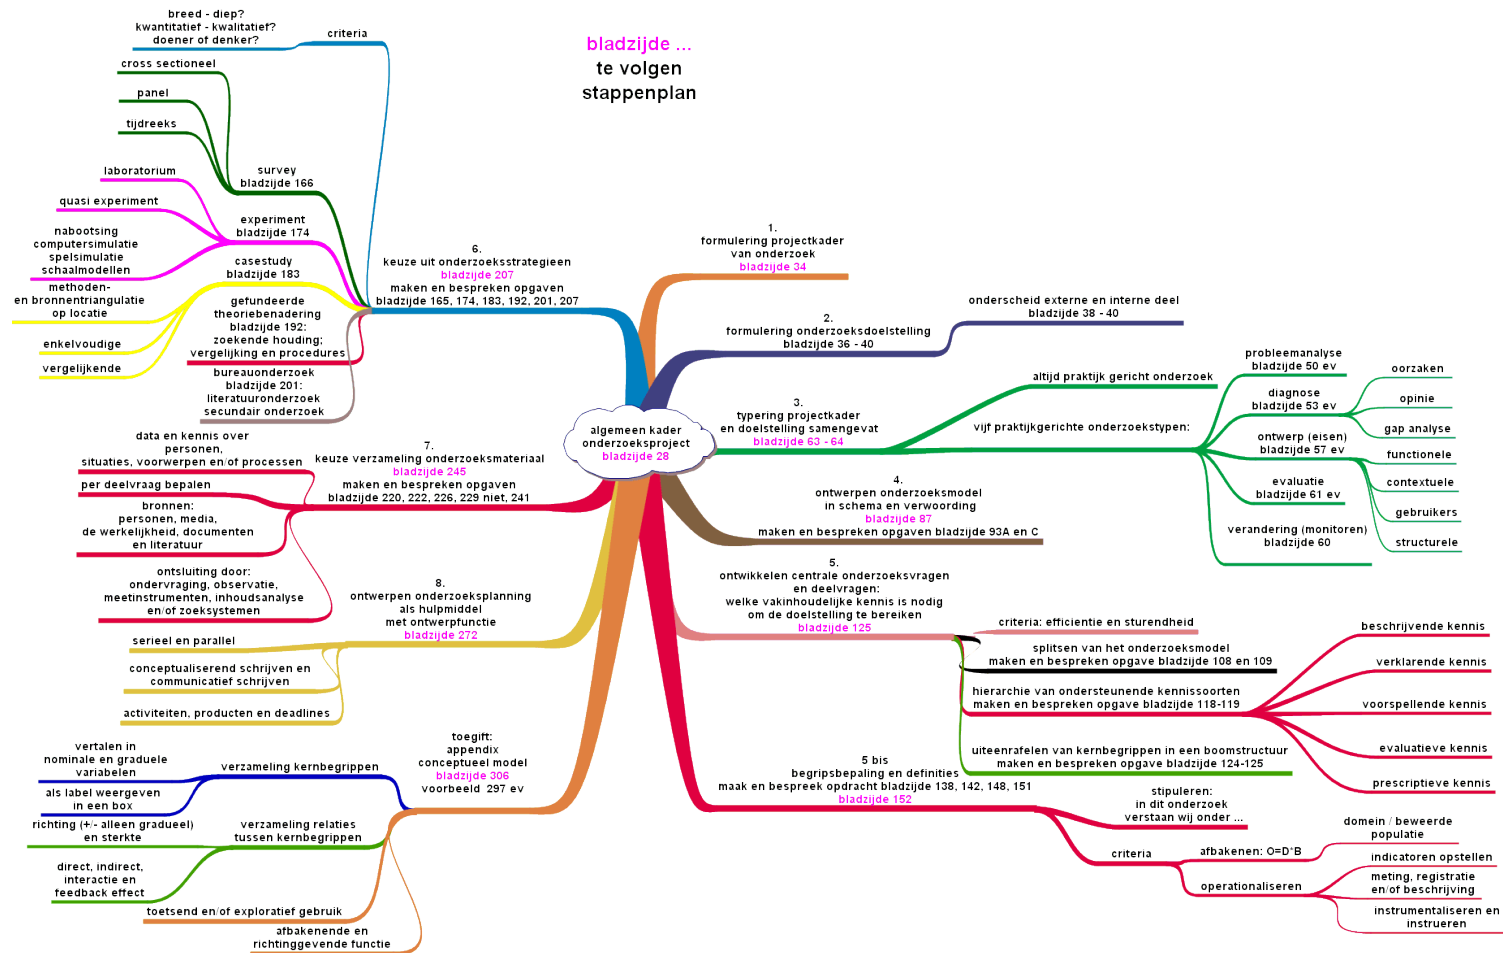 bladzijde ...
te volgen
stappenplan
algemeen kader
onderzoeksproject
bladzijde 28
1.
formulering projectkader
van onderzoek
bladzijde 34
2.
formulering onderzoeksdoelstelling
bladzijde 36 - 40
onderscheid externe en interne deel
bladzijde 38 - 40
3.
typering projectkader
en doelstelling samengevat
bladzijde 63 - 64
altijd praktijk gericht onderzoek
vijf praktijkgerichte onderzoekstypen:
probleemanalyse
bladzijde 50 ev
diagnose
bladzijde 53 ev
oorzaken
opinie
gap analyse
ontwerp (eisen)
bladzijde 57 ev
functionele
contextuele
gebruikers
structurele
evaluatie
bladzijde 61 ev
verandering (monitoren)
bladzijde 60
4.
ontwerpen onderzoeksmodel
in schema en verwoording
bladzijde 87
maken en bespreken opgaven bladzijde 93A en C
5.
ontwikkelen centrale onderzoeksvragen
en deelvragen:
welke vakinhoudelijke kennis is nodig
om de doelstelling te bereiken
bladzijde 125
criteria: efficientie en sturendheid
splitsen van het onderzoeksmodel
maken en bespreken opgave bladzijde 108 en 109
hierarchie van ondersteunende kennissoorten
maken en bespreken opgave bladzijde 118-119
beschrijvende kennis
verklarende kennis
voorspellende kennis
evaluatieve kennis
prescriptieve kennis
uiteenrafelen van kernbegrippen in een boomstructuur
maken en bespreken opgave bladzijde 124-125
5 bis
begripsbepaling en definities
maak en bespreek opdracht bladzijde 138, 142, 148, 151
bladzijde 152
stipuleren:
in dit onderzoek
verstaan wij onder ...
criteria
afbakenen: O=D*B
domein / beweerde
populatie
operationaliseren
indicatoren opstellen
meting, registratie
en/of beschrijving
instrumentaliseren en
instrueren
6.
keuze uit onderzoeksstrategieen
bladzijde 207
maken en bespreken opgaven
bladzijde 165, 174, 183, 192, 201, 207
criteria
breed - diep?
kwantitatief - kwalitatief?
doener of denker?
survey
bladzijde 166
cross sectioneel
panel
tijdreeks
experiment
bladzijde 174
laboratorium
quasi experiment
nabootsing
computersimulatie
spelsimulatie
schaalmodellen
casestudy
bladzijde 183
methoden-
en bronnentriangulatie
op locatie
enkelvoudige
vergelijkende
gefundeerde
theoriebenadering
bladzijde 192:
zoekende houding;
vergelijking en procedures
bureauonderzoek
bladzijde 201:
literatuuronderzoek
secundair onderzoek
7.
keuze verzameling onderzoeksmateriaal
bladzijde 245
maken en bespreken opgaven
bladzijde 220, 222, 226, 229 niet, 241
data en kennis over
personen,
situaties, voorwerpen en/of processen
per deelvraag bepalen
bronnen:
personen, media,
de werkelijkheid, documenten
en literatuur
ontsluiting door:
ondervraging, observatie,
meetinstrumenten, inhoudsanalyse
en/of zoeksystemen
8.
ontwerpen onderzoeksplanning
als hulpmiddel
met ontwerpfunctie
bladzijde 272
serieel en parallel
conceptualiserend schrijven en
communicatief schrijven
activiteiten, producten en deadlines
toegift:
appendix
conceptueel model
bladzijde 306
voorbeeld 297 ev
verzameling kernbegrippen
vertalen in
nominale en graduele
variabelen
als label weergeven
in een box
verzameling relaties
tussen kernbegrippen
richting (+/- alleen gradueel)
en sterkte
direct, indirect,
interactie en
feedback effect
toetsend en/of exploratief gebruik
afbakenende en
richtinggevende functie